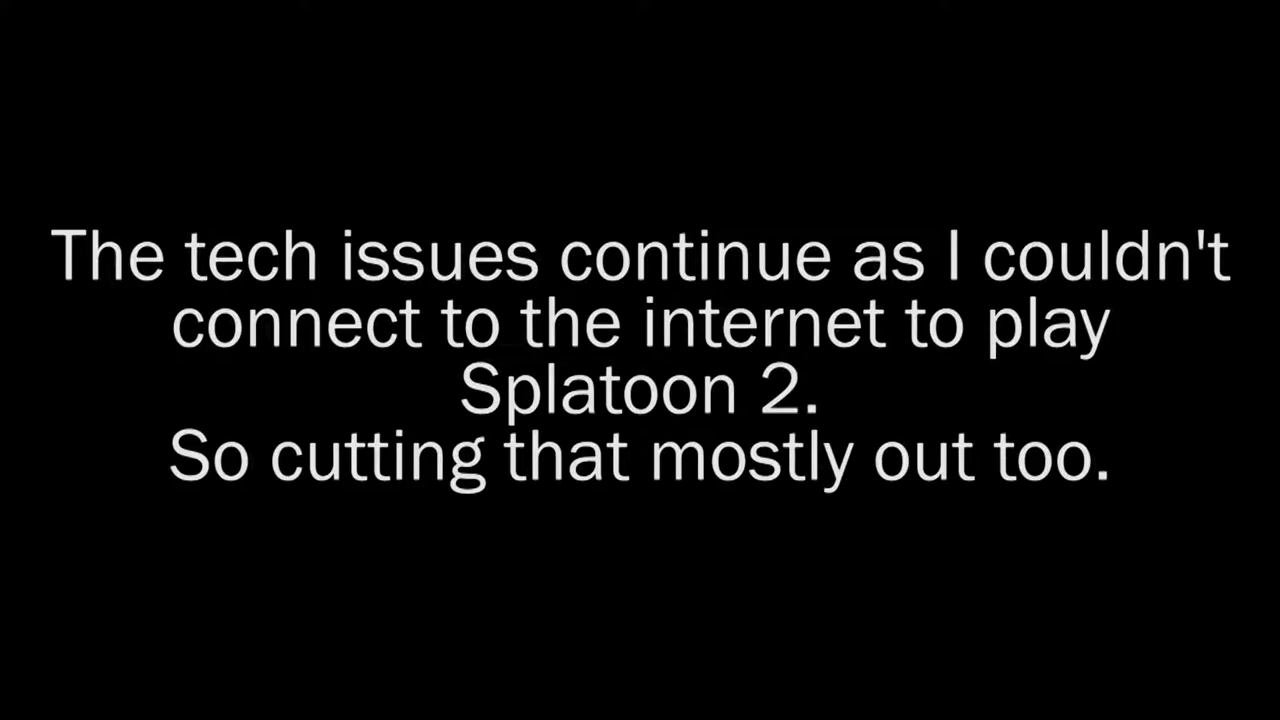 The tech issues continue as I couldn't
connect to the internet to play
Splatoon 2.
So cutting that mostly out too.